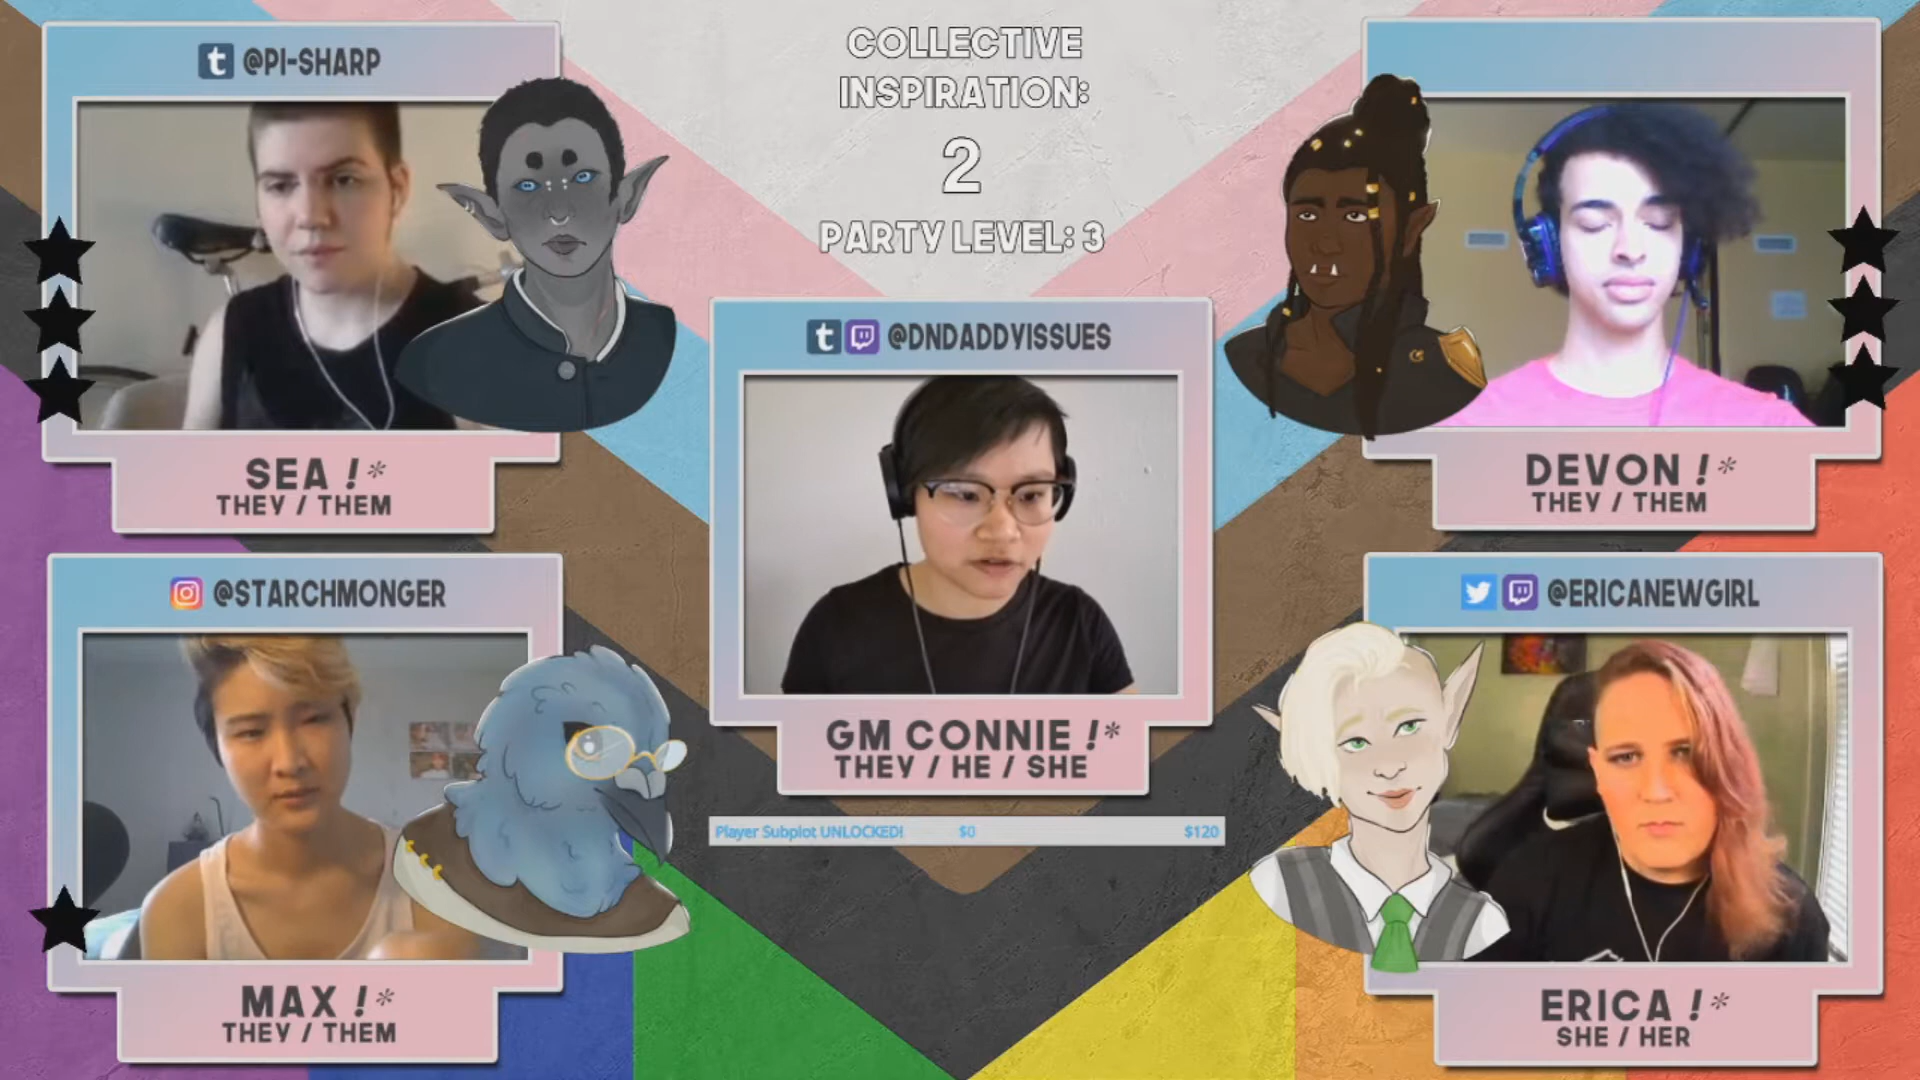 @PI-SHARP
SEA !*
THEY / THEM
COLLECTIVE
INSPIRATION:
2
PARTY LEVEL: 3
DEVON !*
THEY / THEM
@DNDADDYISSUES
GM CONNIE !*
THEY / HE / SHE
Player Subplot UNLOCKED! $0 $120
@STARCHMONGER
MAX !*
THEY / THEM
@ERICANEWGIRL
ERICA !*
SHE / HER